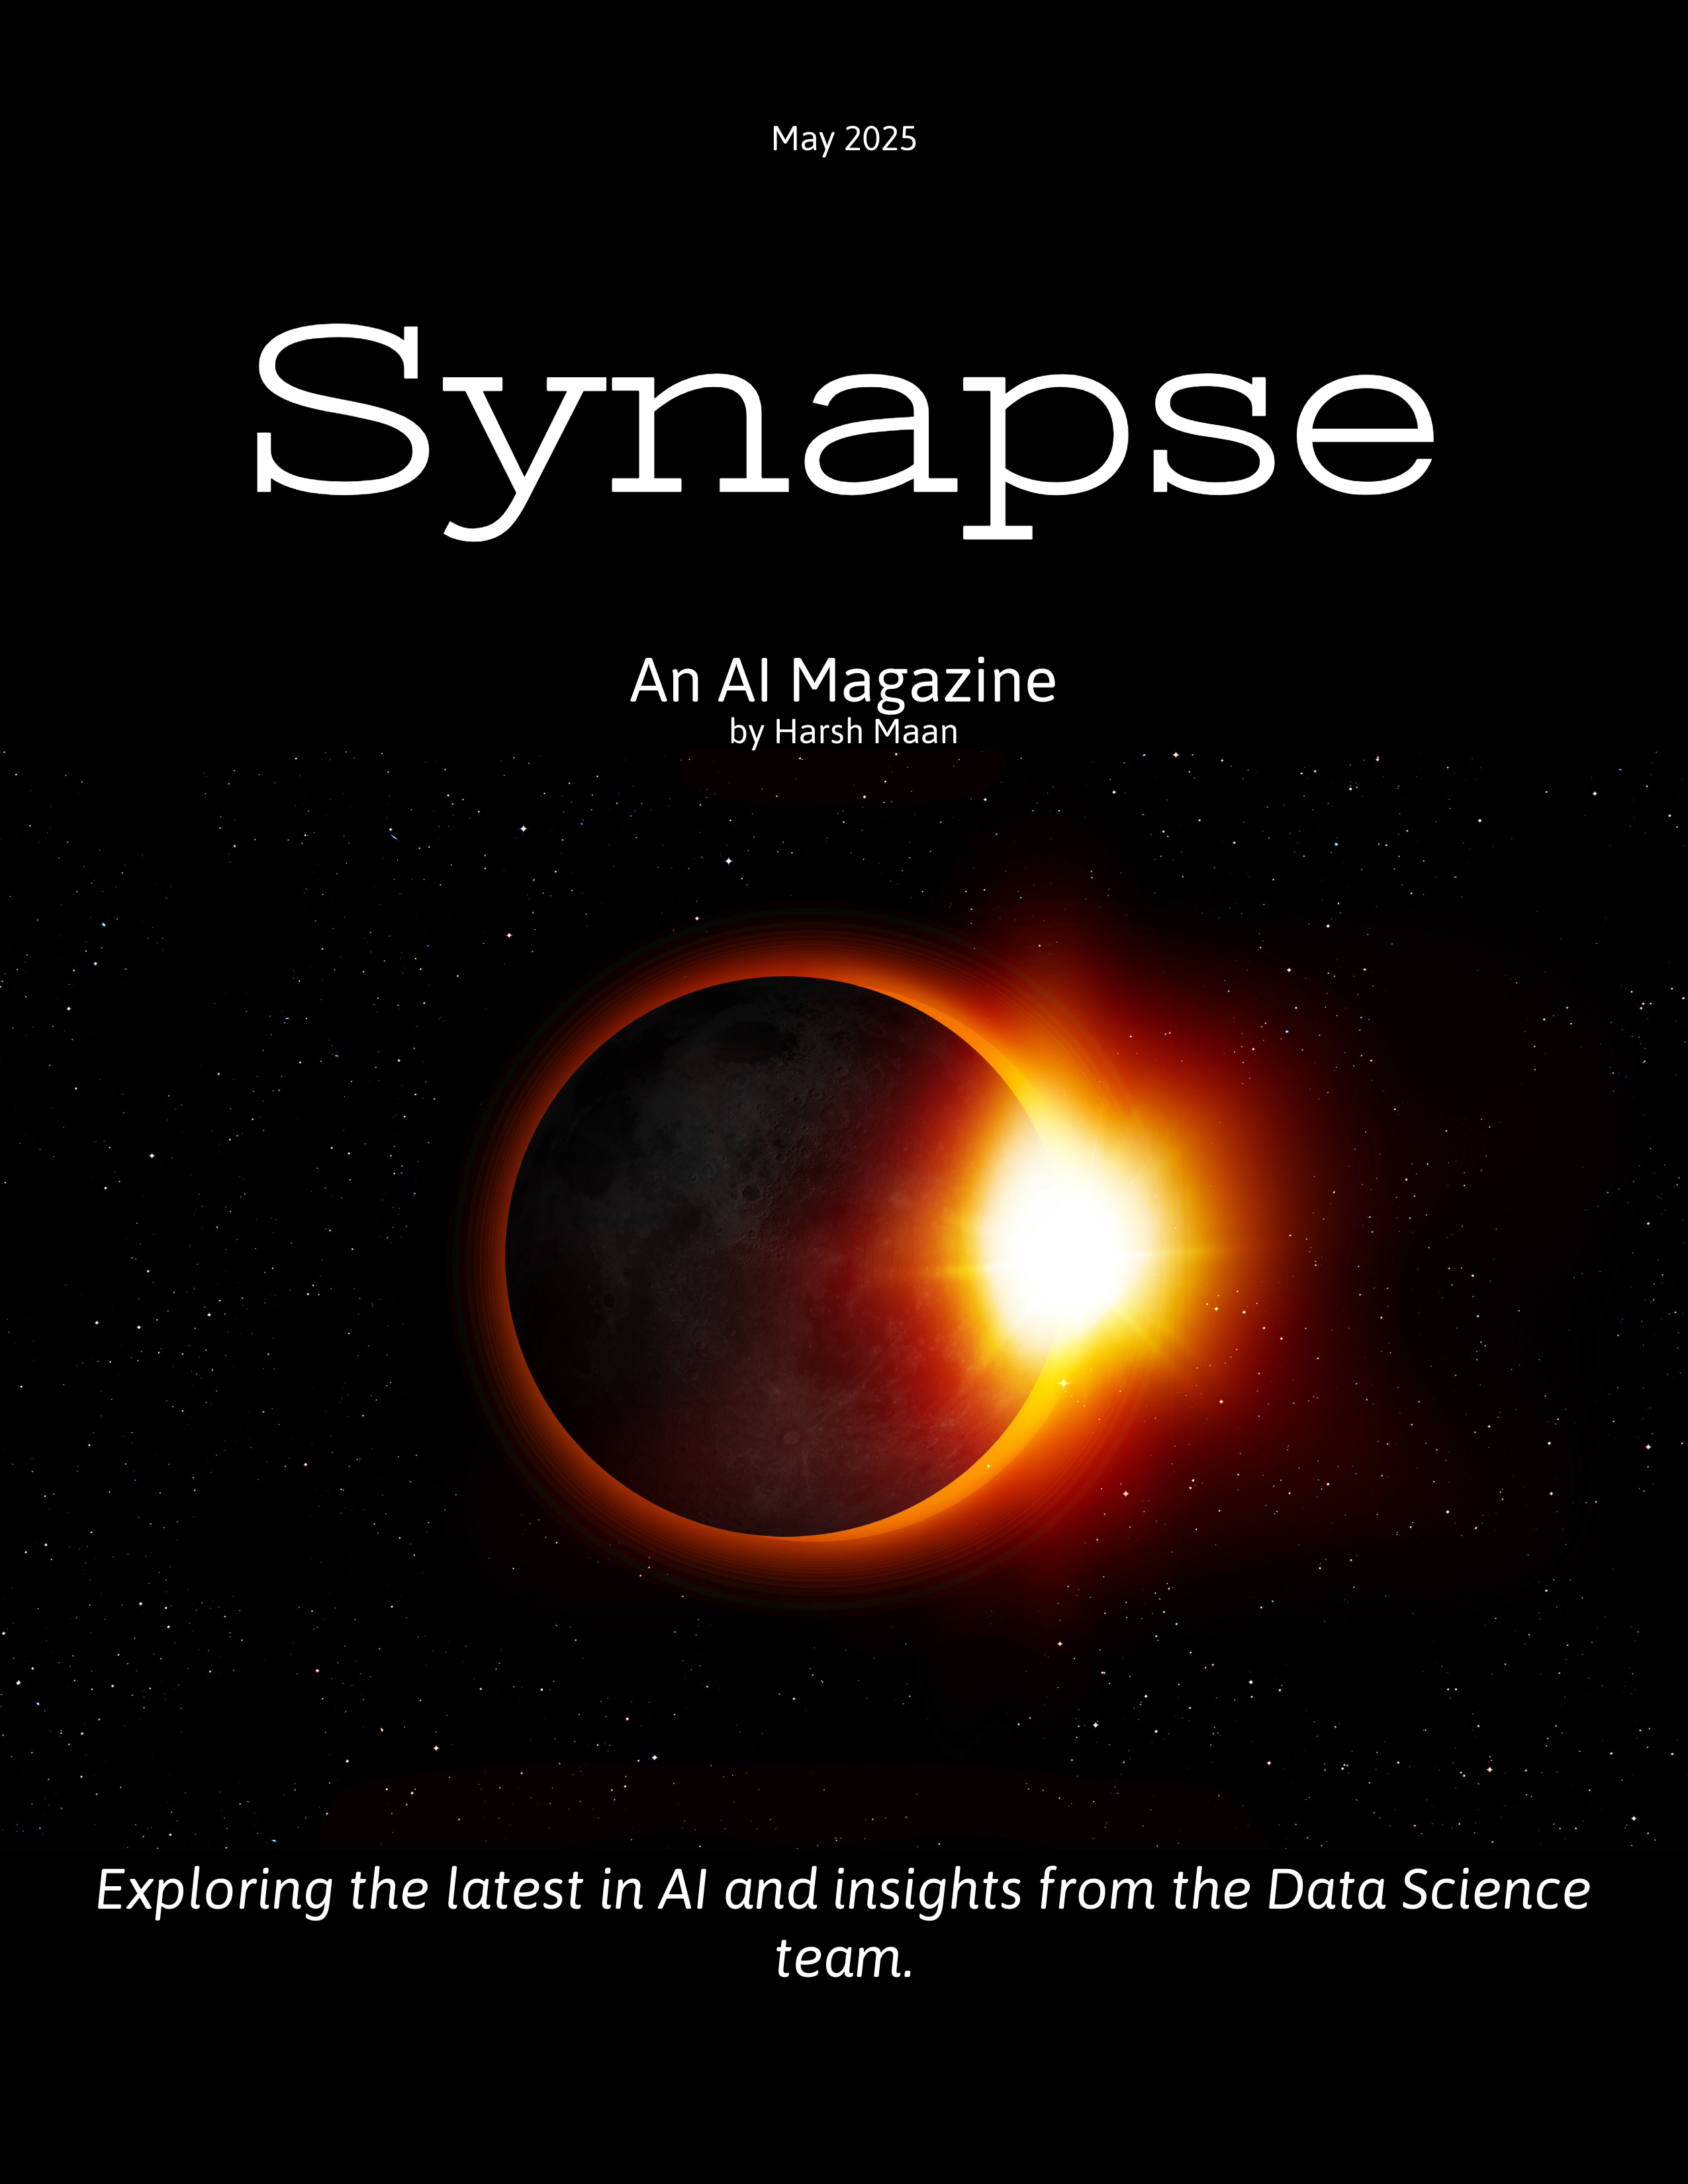 May 2025
Synapse
An AI Magazine
by Harsh Maan
Exploring the latest in AI and insights from the Data Science
team.